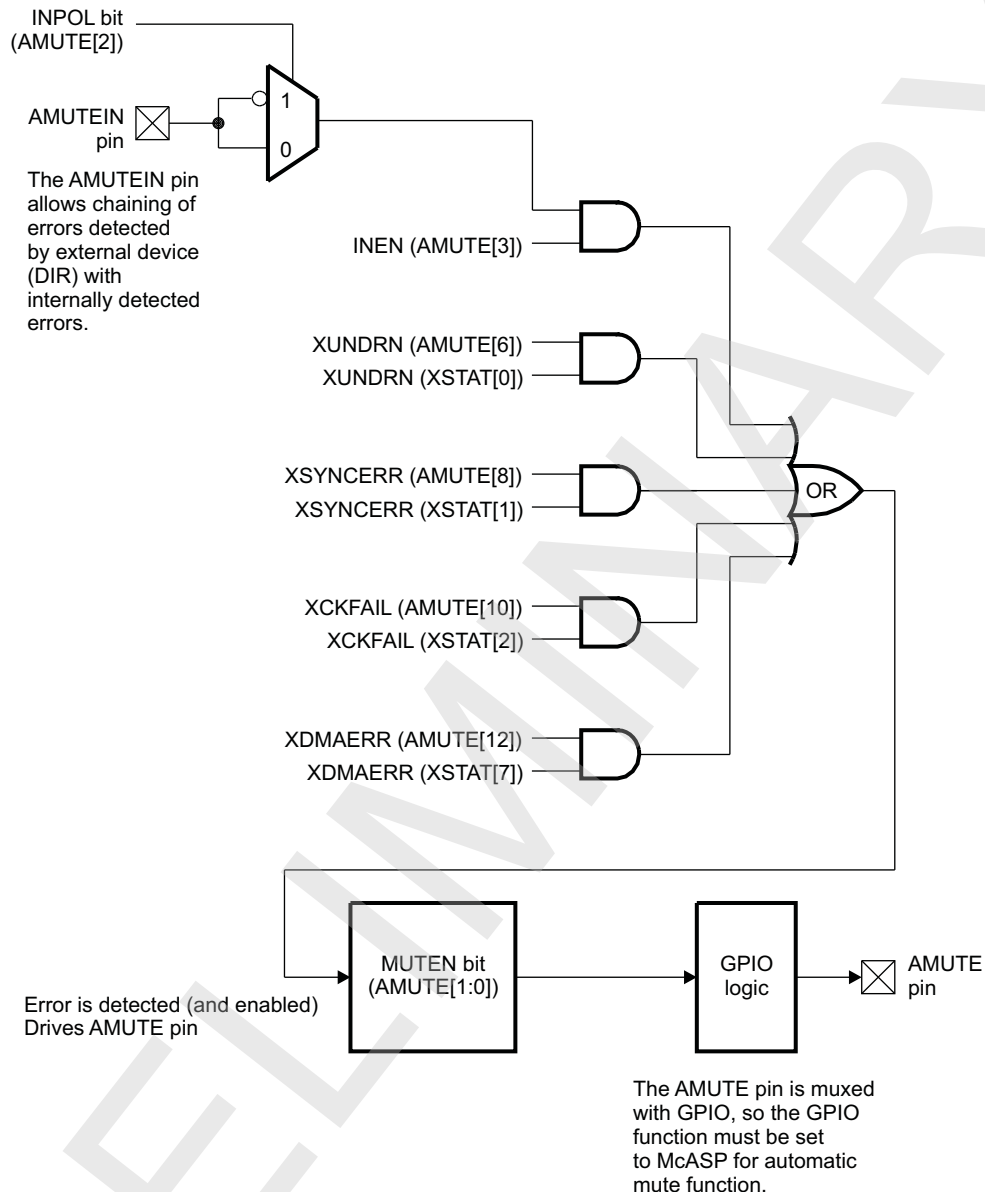 INPOL bit
(AMUTE[2])
1
AMUTEIN
pin
0
The AMUTEIN pin
allows chaining of
errors detected
by external device
(DIR) with
internally detected
errors.
INEN (AMUTE[3])
XUNDRN (AMUTE[6])
XUNDRN (XSTAT[0])
XSYNCERR (AMUTE[8])
XSYNCERR (XSTAT[1])
OR
XCKFAIL (AMUTE[10])
XCKFAIL (XSTAT[2])
XDMAERR (AMUTE[12])
XDMAERR (XSTAT[7])
MUTEN bit
(AMUTE[1:0])
GPIO
logic
AMUTE
pin
Error is detected (and enabled)
Drives AMUTE pin
The AMUTE pin is muxed
with GPIO, so the GPIO
function must be set
to McASP for automatic
mute function.
ELIMINARY